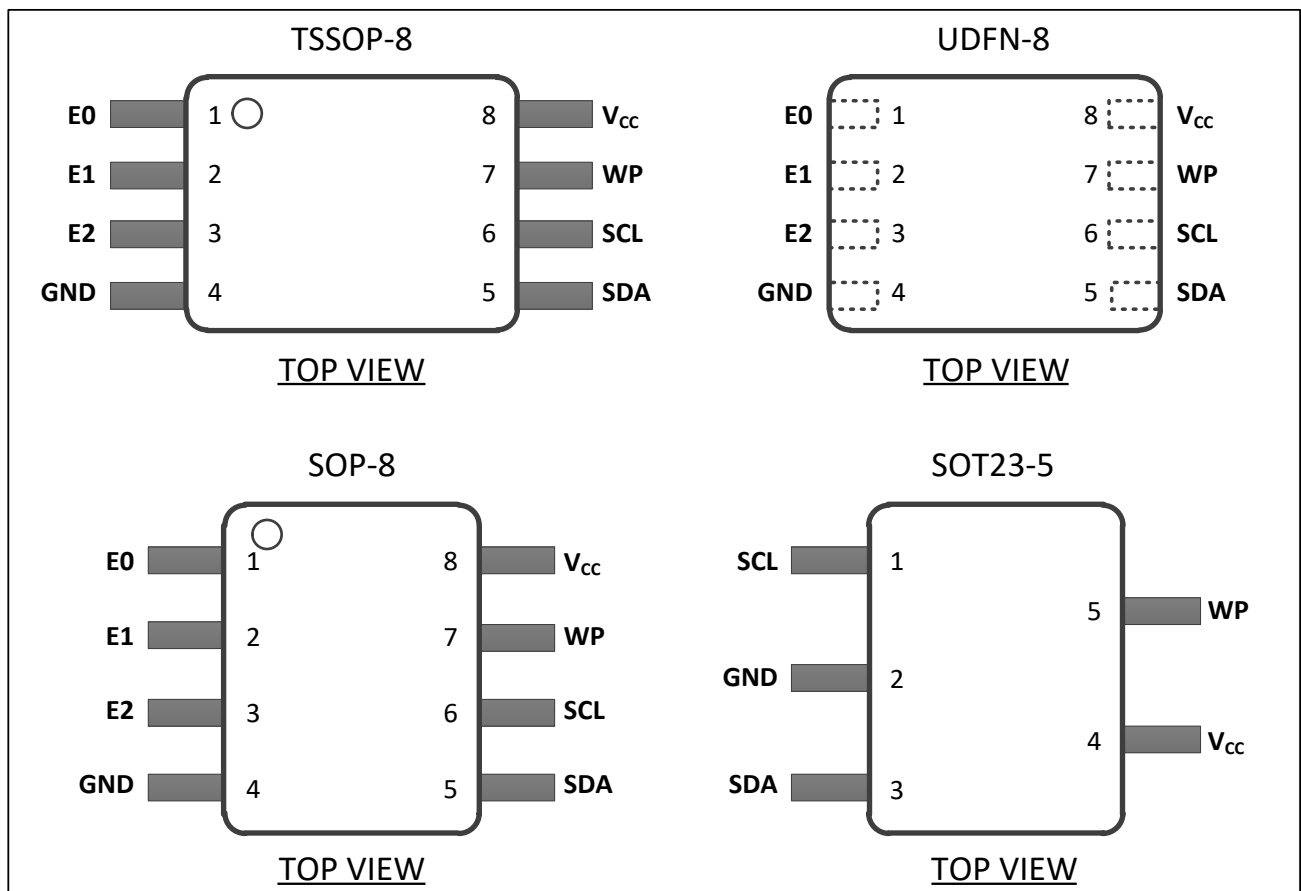 TSSOP-8
E0 1 8 VCC
E1 2 7 WP
E2 3 6 SCL
GND 4 5 SDA
TOP VIEW
UDFN-8
E0 1 8 VCC
E1 2 7 WP
E2 3 6 SCL
GND 4 5 SDA
TOP VIEW
SOP-8
E0 1 8 VCC
E1 2 7 WP
E2 3 6 SCL
GND 4 5 SDA
TOP VIEW
SOT23-5
SCL 1
5 WP
GND 2
4 VCC
SDA 3
TOP VIEW